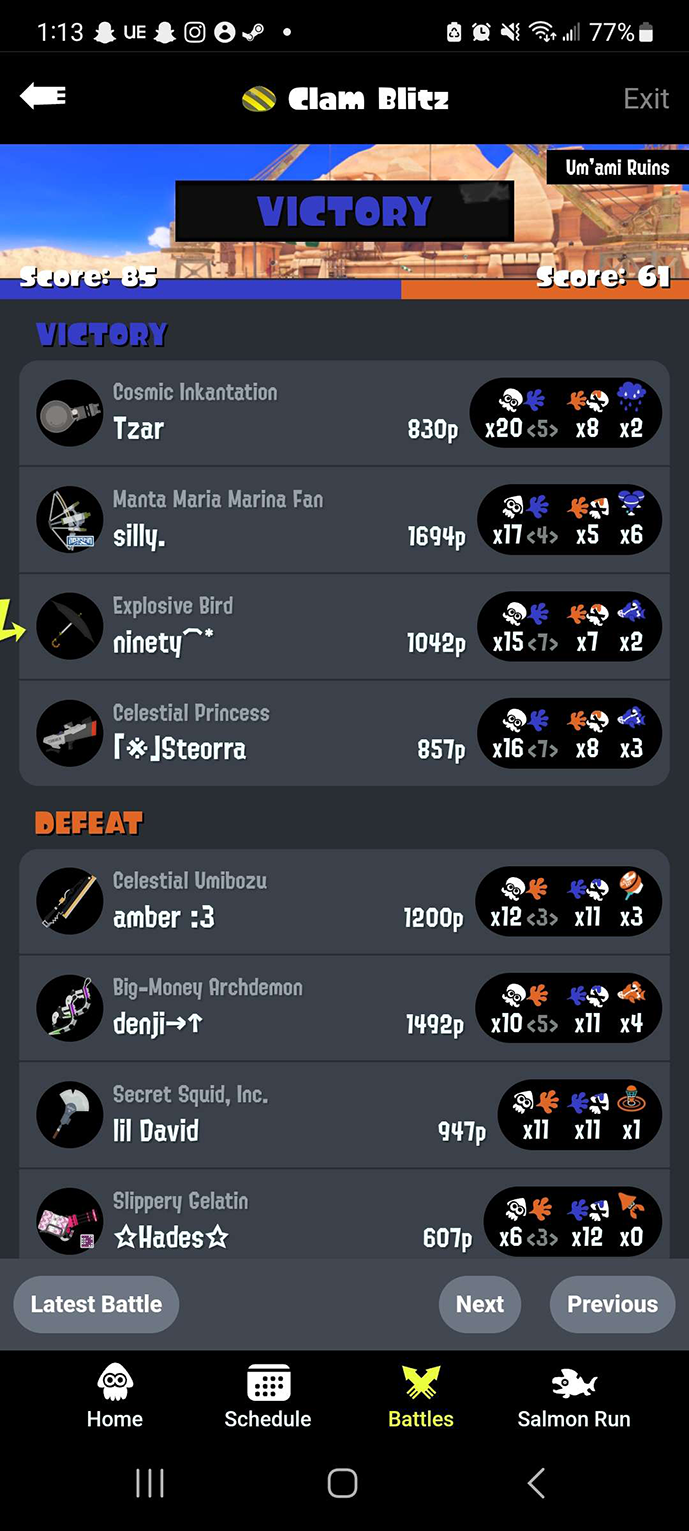 1:13 UE 77%
Clam Blitz Exit
Um'ami Ruins
VICTORY
Score: 85 Score: 61
VICTORY
Cosmic Inkantation
Tzar 830p x20 <5> x8 x2
Manta Maria Marina Fan
silly. 1694p x17 <4> x5 x6
Explosive Bird
ninety⌒* 1042p x15 <7> x7 x2
Celestial Princess
「※」Steorra 857p x16 <7> x8 x3
DEFEAT
Celestial Umibozu
amber :3 1200p x12 <3> x11 x3
Big-Money Archdemon
denji→↑ 1492p x10 <5> x11 x4
Secret Squid, Inc.
lil David 947p x11 x11 x1
Slippery Gelatin
☆Hades☆ 607p x6 <3> x12 x0
Latest Battle Next Previous
Home Schedule Battles Salmon Run